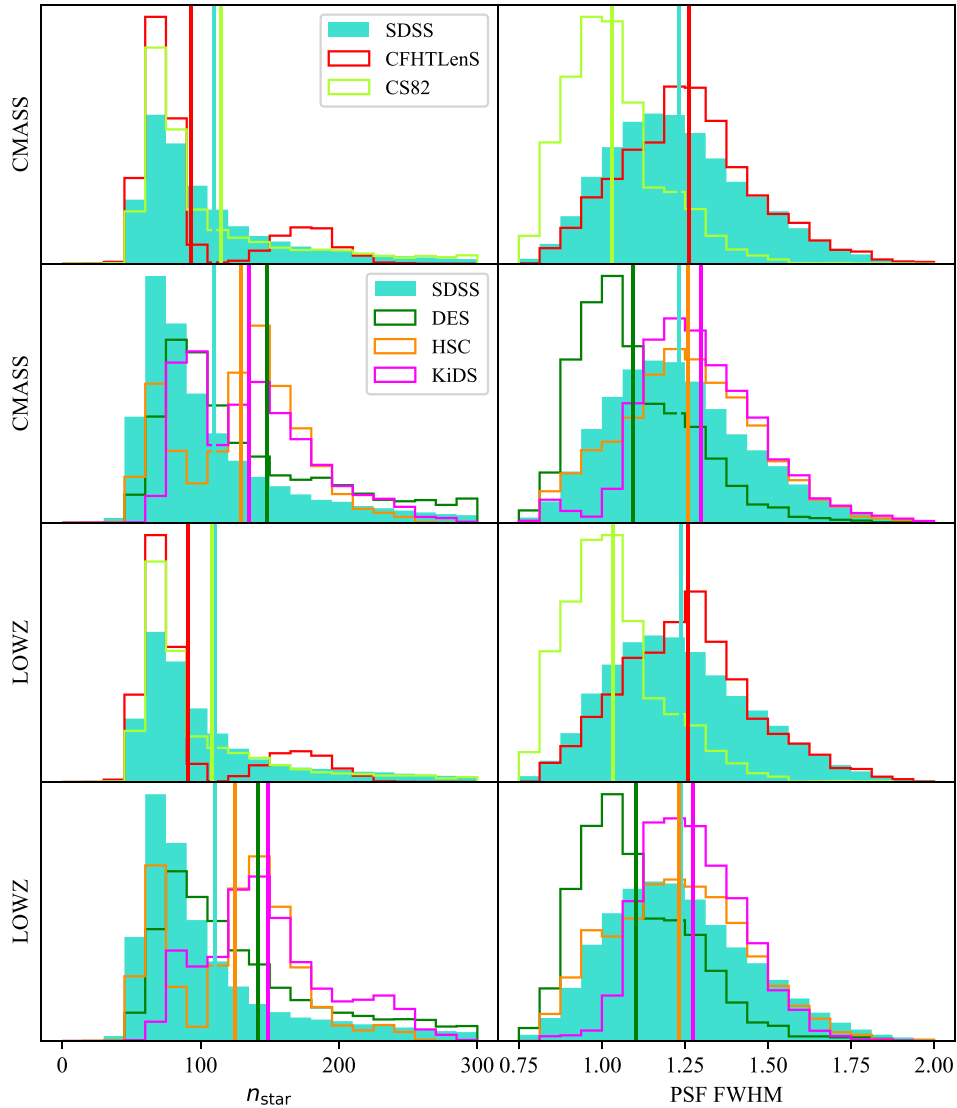 SDSS
CFHTLenS
CS82
CMASS
SDSS
DES
HSC
KiDS
CMASS
LOWZ
LOWZ
0 100 200 300
0.75 1.00 1.25 1.50 1.75 2.00
n_star
PSF FWHM